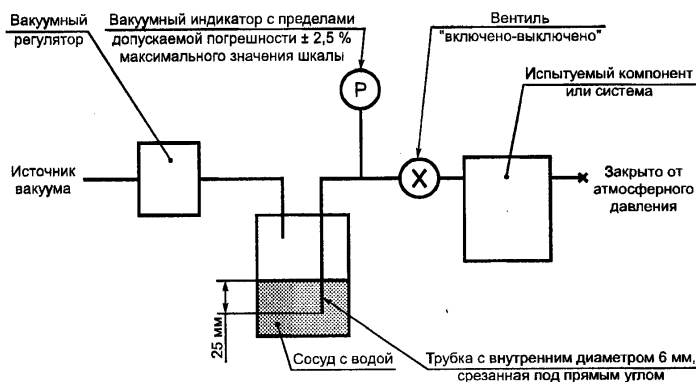 Вакуумный
регулятор
Вакуумный индикатор с пределами
допускаемой погрешности ± 2,5 %
максимального значения шкалы
Вентиль
"включено-выключено"
P
Испытуемый компонент
или система
Источник
вакуума
X
Закрыто от
атмосферного
давления
25 мм
Сосуд с водой
Трубка с внутренним диаметром 6 мм,
срезанная под прямым углом